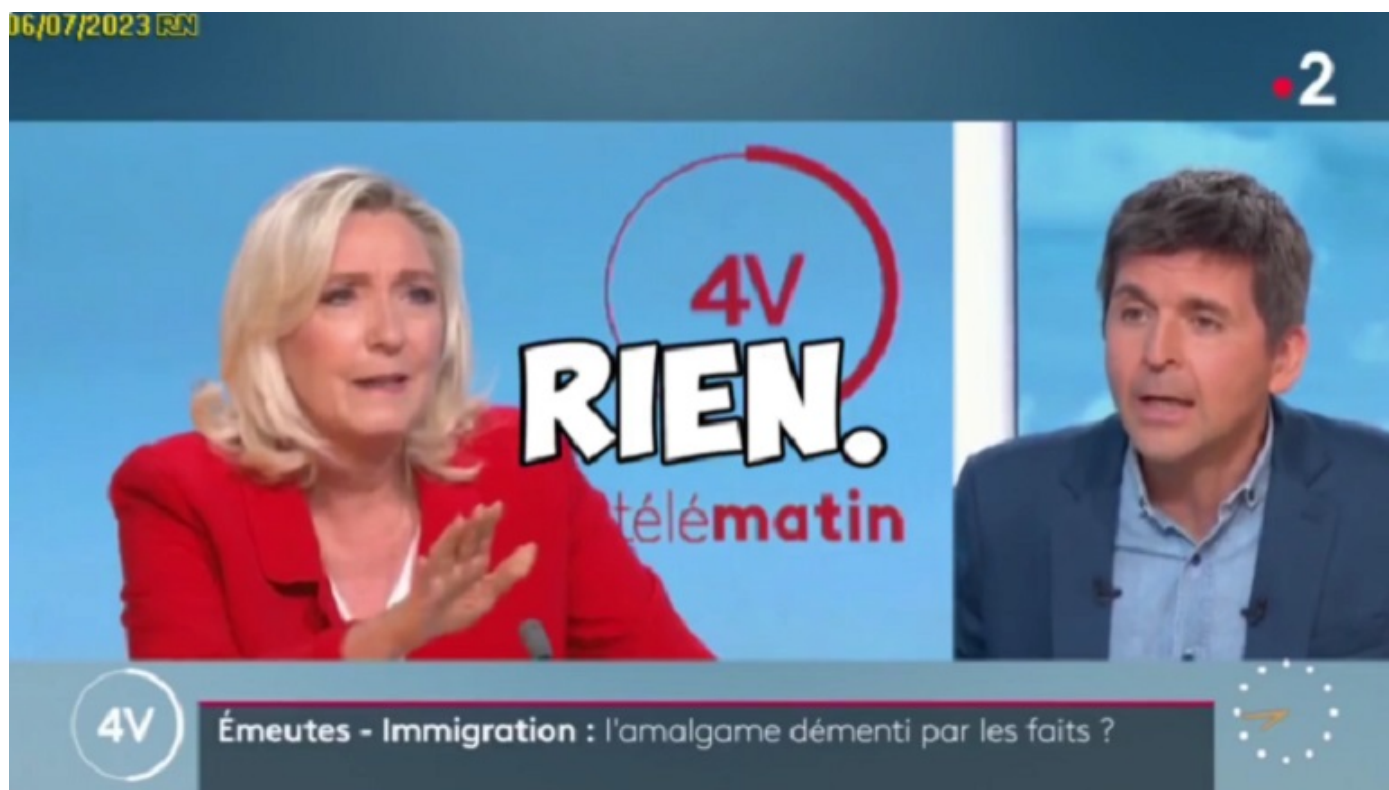 06/07/2023 RN
2
4V
RIEN.
télématin
4V
Émeutes - Immigration : l'amalgame démenti par les faits ?